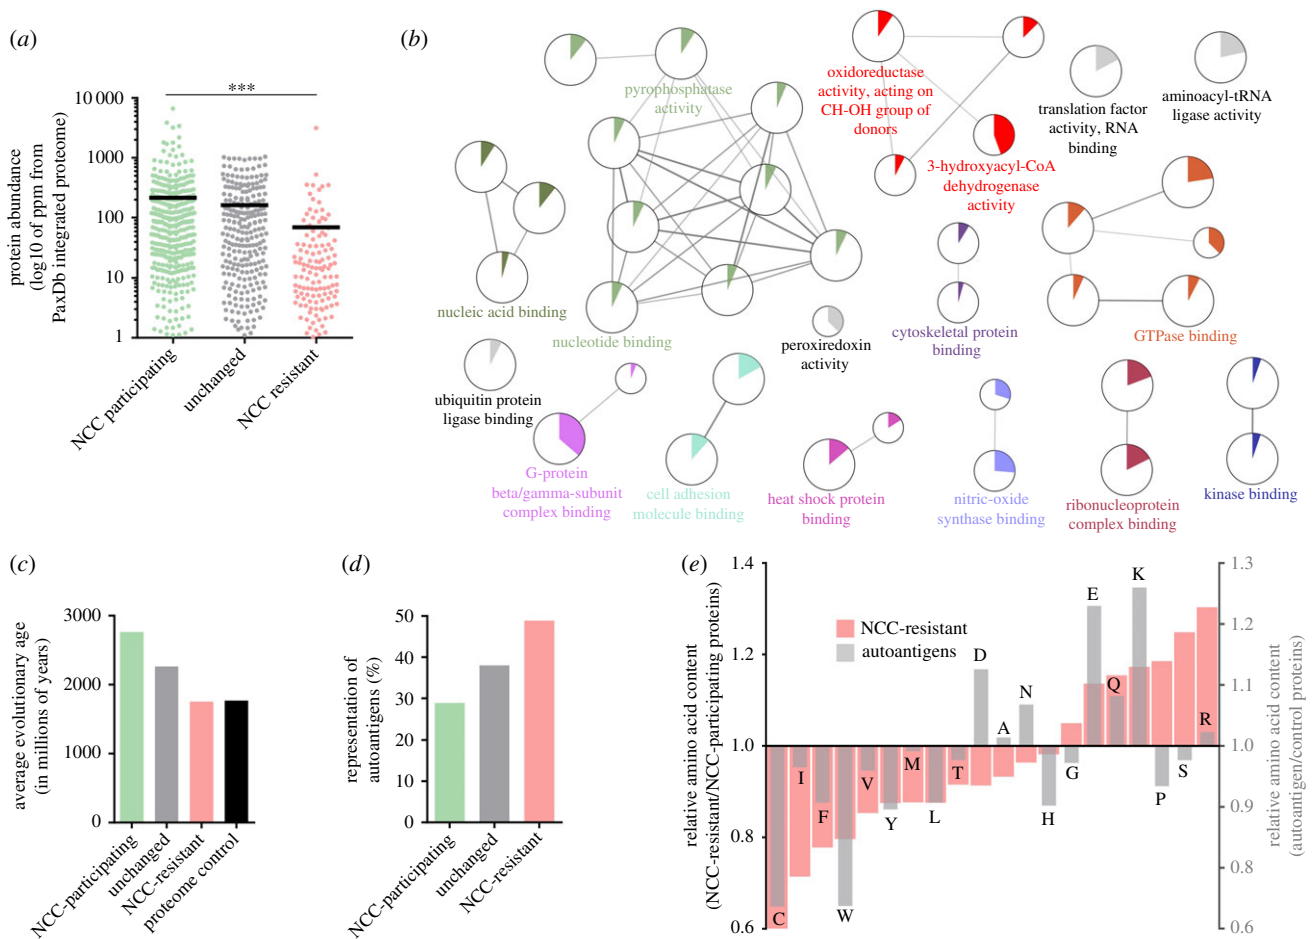 (a)
***
protein abundance
(log10 of ppm from
PaxDb integrated proteome)
10 000
1000
100
10
1
NCC participating
unchanged
NCC resistant
(b)
pyrophosphatase
activity
oxidoreductase
activity, acting on
CH-OH group of
donors
3-hydroxyacyl-CoA
dehydrogenase
activity
translation factor
activity, RNA
binding
aminoacyl-tRNA
ligase activity
nucleic acid binding
nucleotide binding
peroxiredoxin
activity
cytoskeletal protein
binding
GTPase binding
ubiquitin protein
ligase binding
G-protein
beta/gamma-subunit
complex binding
cell adhesion
molecule binding
heat shock protein
binding
nitric-oxide
synthase binding
ribonucleoprotein
complex binding
kinase binding
(c)
average evolutionary age
(in millions of years)
3000
2000
1000
0
NCC-participating
unchanged
NCC-resistant
proteome control
(d)
representation of
autoantigens (%)
50
40
30
20
10
0
NCC-participating
unchanged
NCC-resistant
(e)
relative amino acid content
(NCC-resistant/NCC-participating proteins)
1.4
1.2
1.0
0.8
0.6
NCC-resistant
autoantigens
C
I
F
W
V
Y
M
L
T
D
A
N
H
G
E
Q
K
P
S
R
1.3
1.2
1.1
1.0
0.9
0.8
0.6
relative amino acid content
(autoantigen/control proteins)